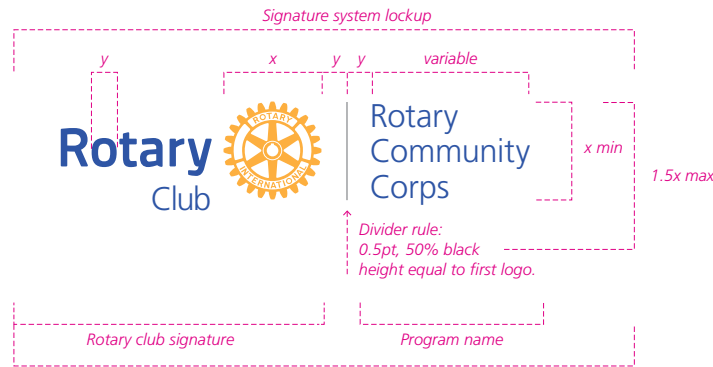 Signature system lockup
y
x
y
y
variable
Rotary
Club
ROTARY
INTERNATIONAL
Rotary
Community
Corps
x min
1.5x max
Divider rule:
0.5pt, 50% black
height equal to first logo.
Rotary club signature
Program name